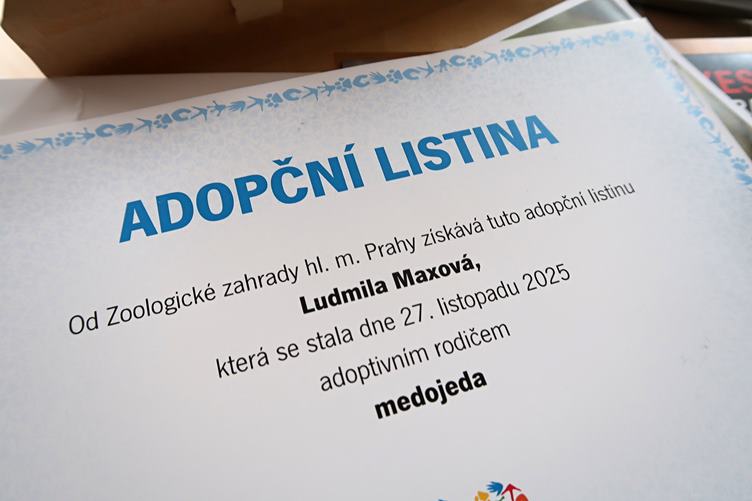 ADOPČNÍ LISTINA
Od Zoologické zahrady hl. m. Prahy získává tuto adopční listinu
Ludmila Maxová,
která se stala dne 27. listopadu 2025
adoptivním rodičem
medojeda